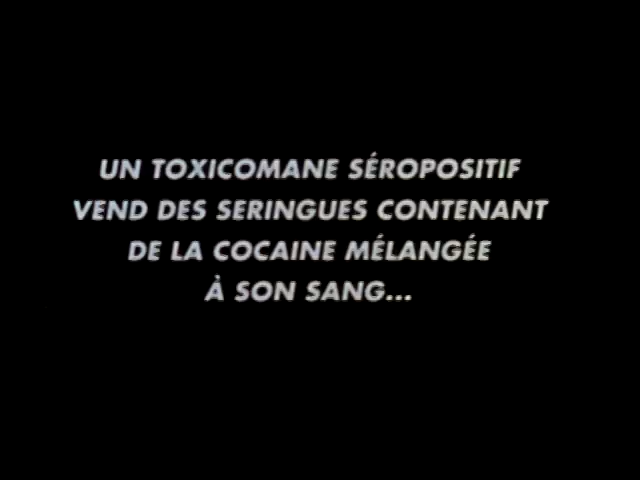 UN TOXICOMANE SÉROPOSITIF
VEND DES SERINGUES CONTENANT
DE LA COCAINE MÉLANGÉE
À SON SANG...